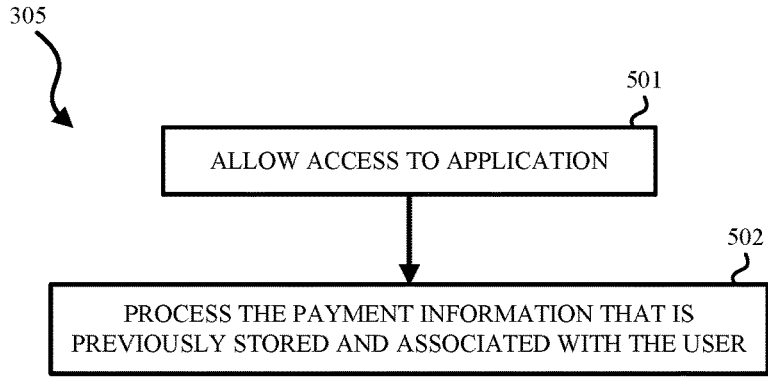 305
501
ALLOW ACCESS TO APPLICATION
502
PROCESS THE PAYMENT INFORMATION THAT IS
PREVIOUSLY STORED AND ASSOCIATED WITH THE USER